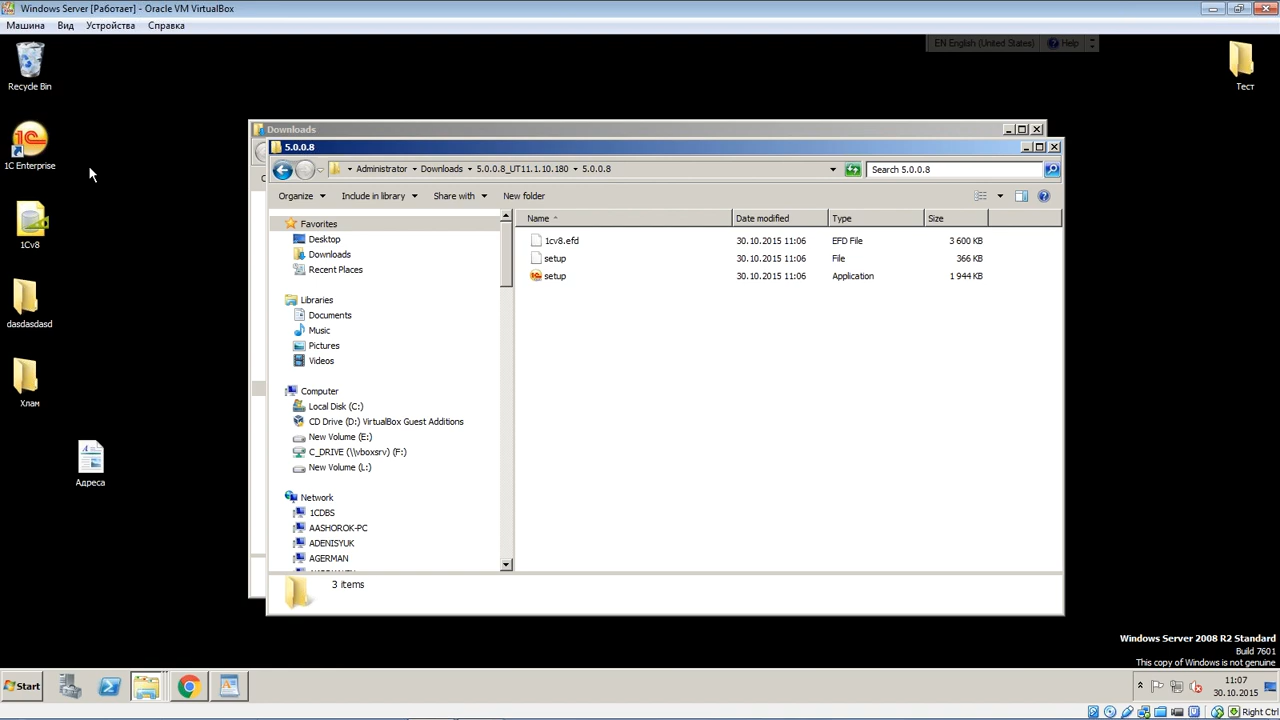 Windows Server [Работает] - Oracle VM VirtualBox
Машина Вид Устройства Справка
EN English (United States) Help
Recycle Bin
Тест
1C Enterprise
1Cv8
dasdasdasd
Хлам
Адреса
Downloads
5.0.0.8
Administrator Downloads 5.0.0.8_UT11.1.10.180 5.0.0.8
Search 5.0.0.8
Organize Include in library Share with New folder
Favorites
Desktop
Downloads
Recent Places
Libraries
Documents
Music
Pictures
Videos
Computer
Local Disk (C:)
CD Drive (D:) VirtualBox Guest Additions
New Volume (E:)
C_DRIVE (\\vboxsrv) (F:)
New Volume (L:)
Network
1CDBS
AASHOROK-PC
ADENISYUK
AGERMAN
Name Date modified Type Size
1cv8.efd 30.10.2015 11:06 EFD File 3 600 KB
setup 30.10.2015 11:06 File 366 KB
setup 30.10.2015 11:06 Application 1 944 KB
3 items
Windows Server 2008 R2 Standard
Build 7601
This copy of Windows is not genuine
Start
11:07
30.10.2015
Right Ctrl